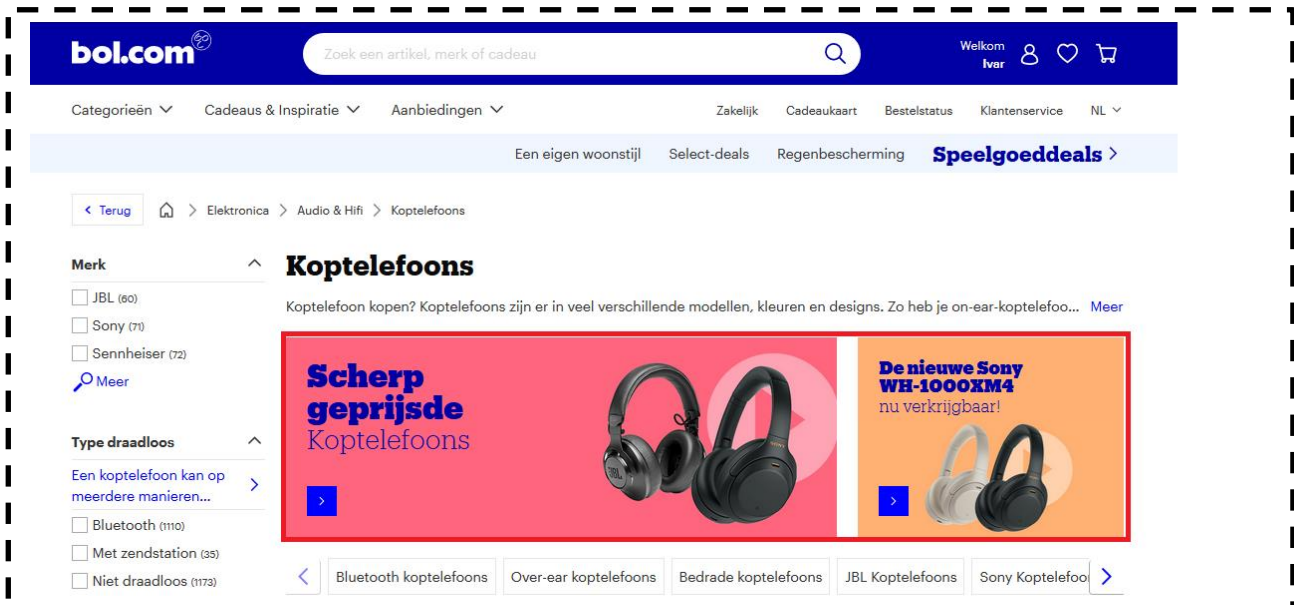 bol.com
Zoek een artikel, merk of cadeau
Welkom
Ivar
Categorieën
Cadeaus & Inspiratie
Aanbiedingen
Zakelijk
Cadeaukaart
Bestelstatus
Klantenservice
NL
Een eigen woonstijl
Select-deals
Regenbescherming
Speelgoeddeals
Terug
Elektronica
Audio & Hifi
Koptelefoons
Merk
JBL (60)
Sony (71)
Sennheiser (72)
Meer
Type draadloos
Een koptelefoon kan op
meerdere manieren...
Bluetooth (1110)
Met zendstation (35)
Niet draadloos (1173)
Koptelefoons
Koptelefoon kopen? Koptelefoons zijn er in veel verschillende modellen, kleuren en designs. Zo heb je on-ear-koptelefoo... Meer
Scherp
geprijsde
Koptelefoons
JBL
SONY
De nieuwe Sony
WH-1000XM4
nu verkrijgbaar!
Bluetooth koptelefoons
Over-ear koptelefoons
Bedrade koptelefoons
JBL Koptelefoons
Sony Koptelefoo